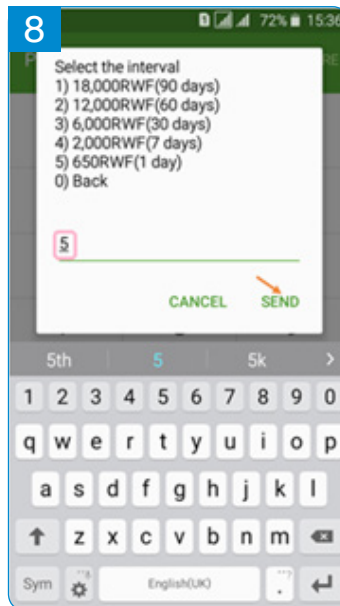 8
72% 15:36
P RE
Select the interval
1) 18,000RWF(90 days)
2) 12,000RWF(60 days)
3) 6,000RWF(30 days)
4) 2,000RWF(7 days)
5) 650RWF(1 day)
0) Back
5
CANCEL SEND
5th 5 5k >
1 2 3 4 5 6 7 8 9 0
q w e r t y u i o p
a s d f g h j k l
z x c v b n m
Sym English(UK) .